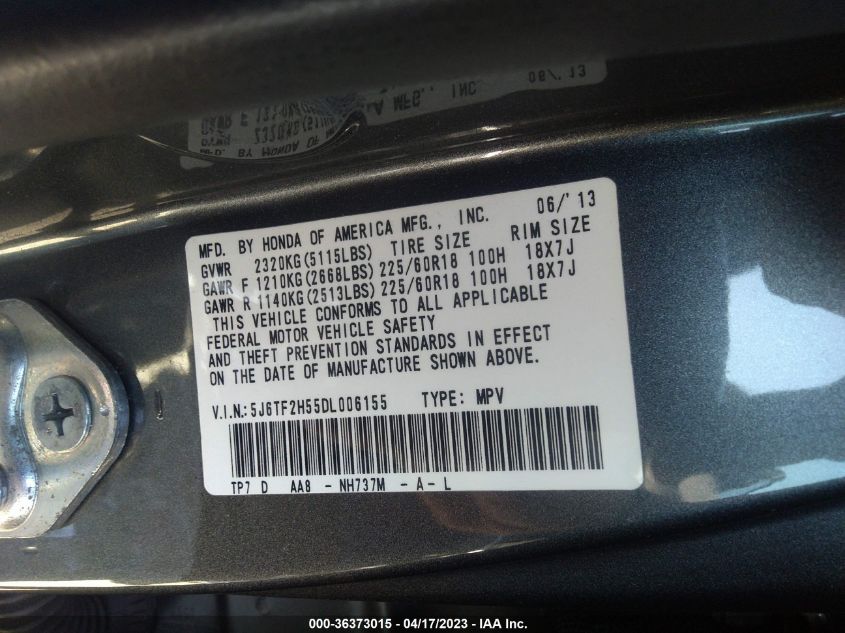 MFD. BY HONDA OF AMERICA MFG., INC. 06/'13
GVWR 2320KG(5115LBS) TIRE SIZE RIM SIZE
GAWR F 1210KG(2668LBS) 225/60R18 100H 18X7J
GAWR R 1140KG(2513LBS) 225/60R18 100H 18X7J
THIS VEHICLE CONFORMS TO ALL APPLICABLE
FEDERAL MOTOR VEHICLE SAFETY
AND THEFT PREVENTION STANDARDS IN EFFECT
ON THE DATE OF MANUFACTURE SHOWN ABOVE.
V.I.N.: 5J6TF2H55DL006155 TYPE: MPV
TP7 D AA8 - NH737M - A - L
000-36373015 - 04/17/2023 - IAA Inc.